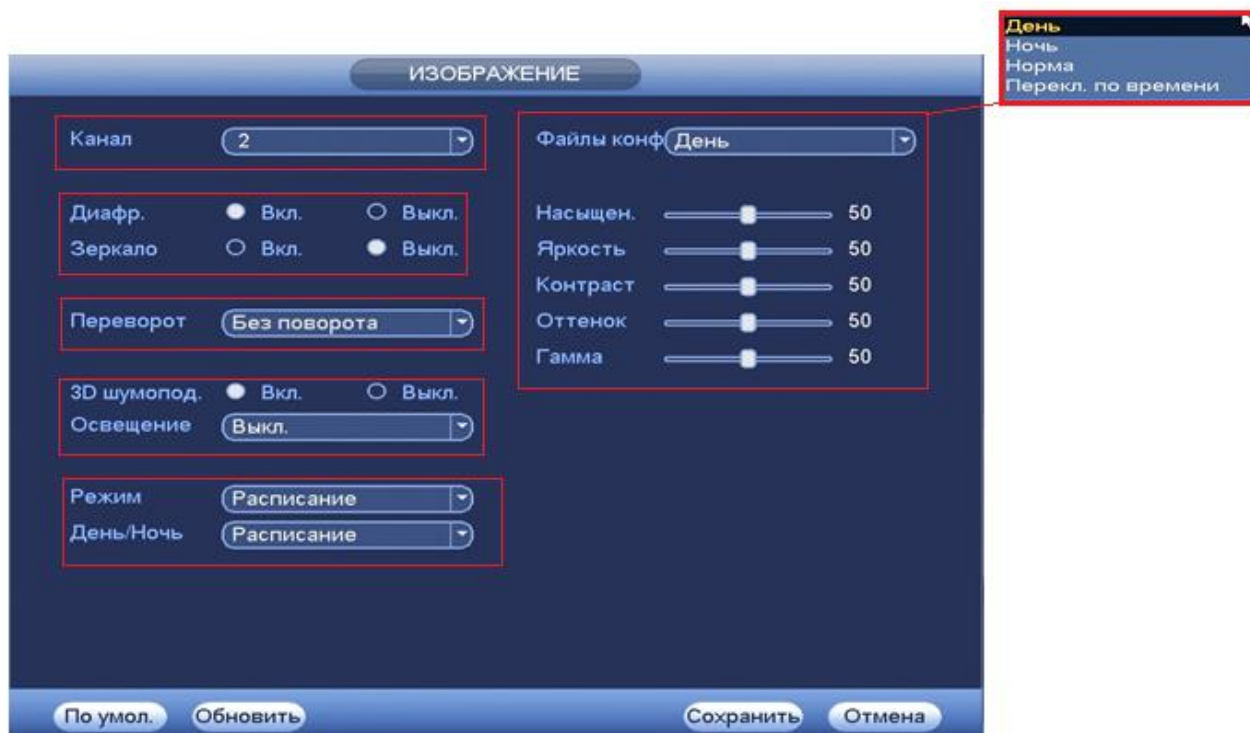 День
Ночь
Норма
Перекл. по времени
ИЗОБРАЖЕНИЕ
Канал 2
Диафр. Вкл. Выкл.
Зеркало Вкл. Выкл.
Переворот Без поворота
3D шумопод. Вкл. Выкл.
Освещение Выкл.
Режим Расписание
День/Ночь Расписание
Файлы конф День
Насыщен. 50
Яркость 50
Контраст 50
Оттенок 50
Гамма 50
По умол. Обновить Сохранить Отмена